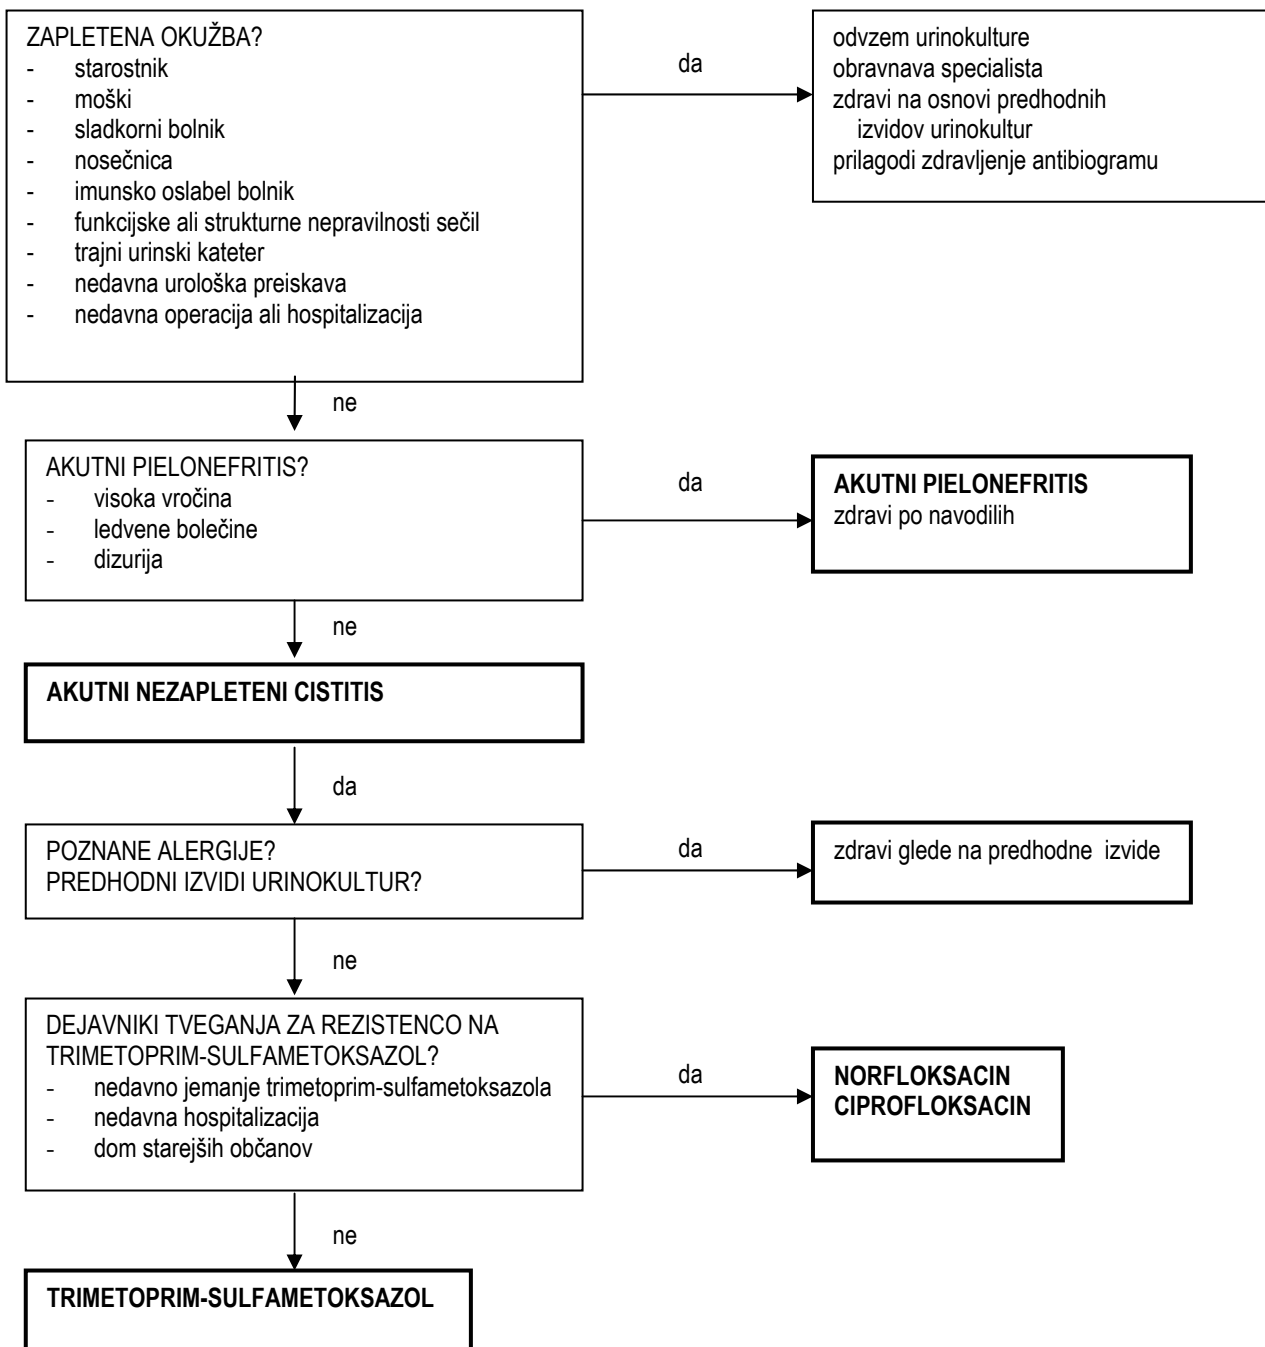 ZAPLETENA OKUŽBA?
- starostnik
- moški
- sladkorni bolnik
- nosečnica
- imunsko oslabel bolnik
- funkcijske ali strukturne nepravilnosti sečil
- trajni urinski kateter
- nedavna urološka preiskava
- nedavna operacija ali hospitalizacija
da
odvzem urinokulture
obravnava specialista
zdravi na osnovi predhodnih
izvidov urinokultur
prilagodi zdravljenje antibiogramu
ne
AKUTNI PIELONEFRITIS?
- visoka vročina
- ledvene bolečine
- dizurija
da
AKUTNI PIELONEFRITIS
zdravi po navodilih
ne
AKUTNI NEZAPLETENI CISTITIS
da
POZNANE ALERGIJE?
PREDHODNI IZVIDI URINOKULTUR?
da
zdravi glede na predhodne izvide
ne
DEJAVNIKI TVEGANJA ZA REZISTENCO NA
TRIMETOPRIM-SULFAMETOKSAZOL?
- nedavno jemanje trimetoprim-sulfametoksazola
- nedavna hospitalizacija
- dom starejših občanov
da
NORFLOKSACIN
CIPROFLOKSACIN
ne
TRIMETOPRIM-SULFAMETOKSAZOL